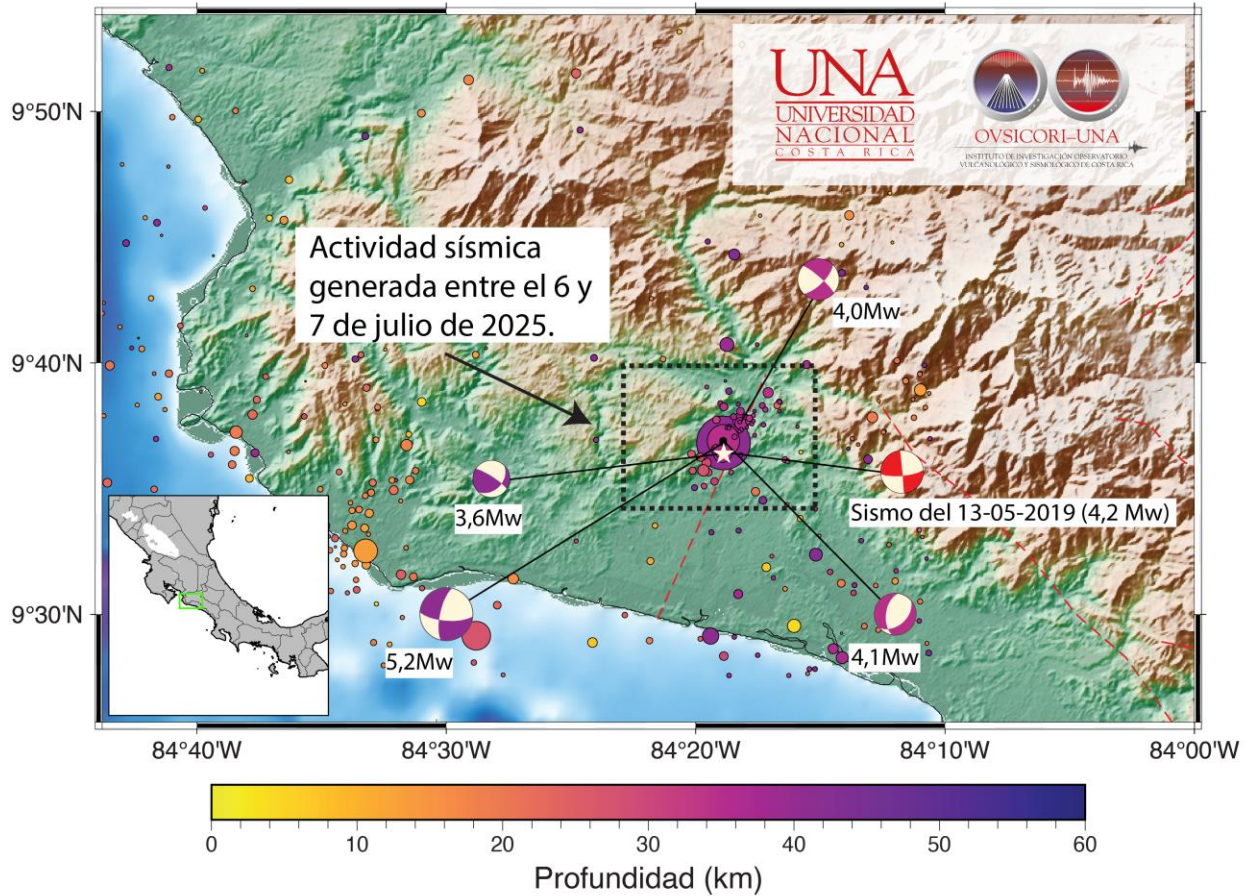 UNA
UNIVERSIDAD
NACIONAL
COSTA RICA
OVSICORI–UNA
INSTITUTO DE INVESTIGACIÓN OBSERVATORIO
VULCANOLÓGICO Y SISMOLÓGICO DE COSTA RICA
9°50'N
9°40'N
9°30'N
Actividad sísmica
generada entre el 6 y
7 de julio de 2025.
4,0Mw
3,6Mw
Sismo del 13-05-2019 (4,2 Mw)
5,2Mw
4,1Mw
84°40'W
84°30'W
84°20'W
84°10'W
84°00'W
0
10
20
30
40
50
60
Profundidad (km)